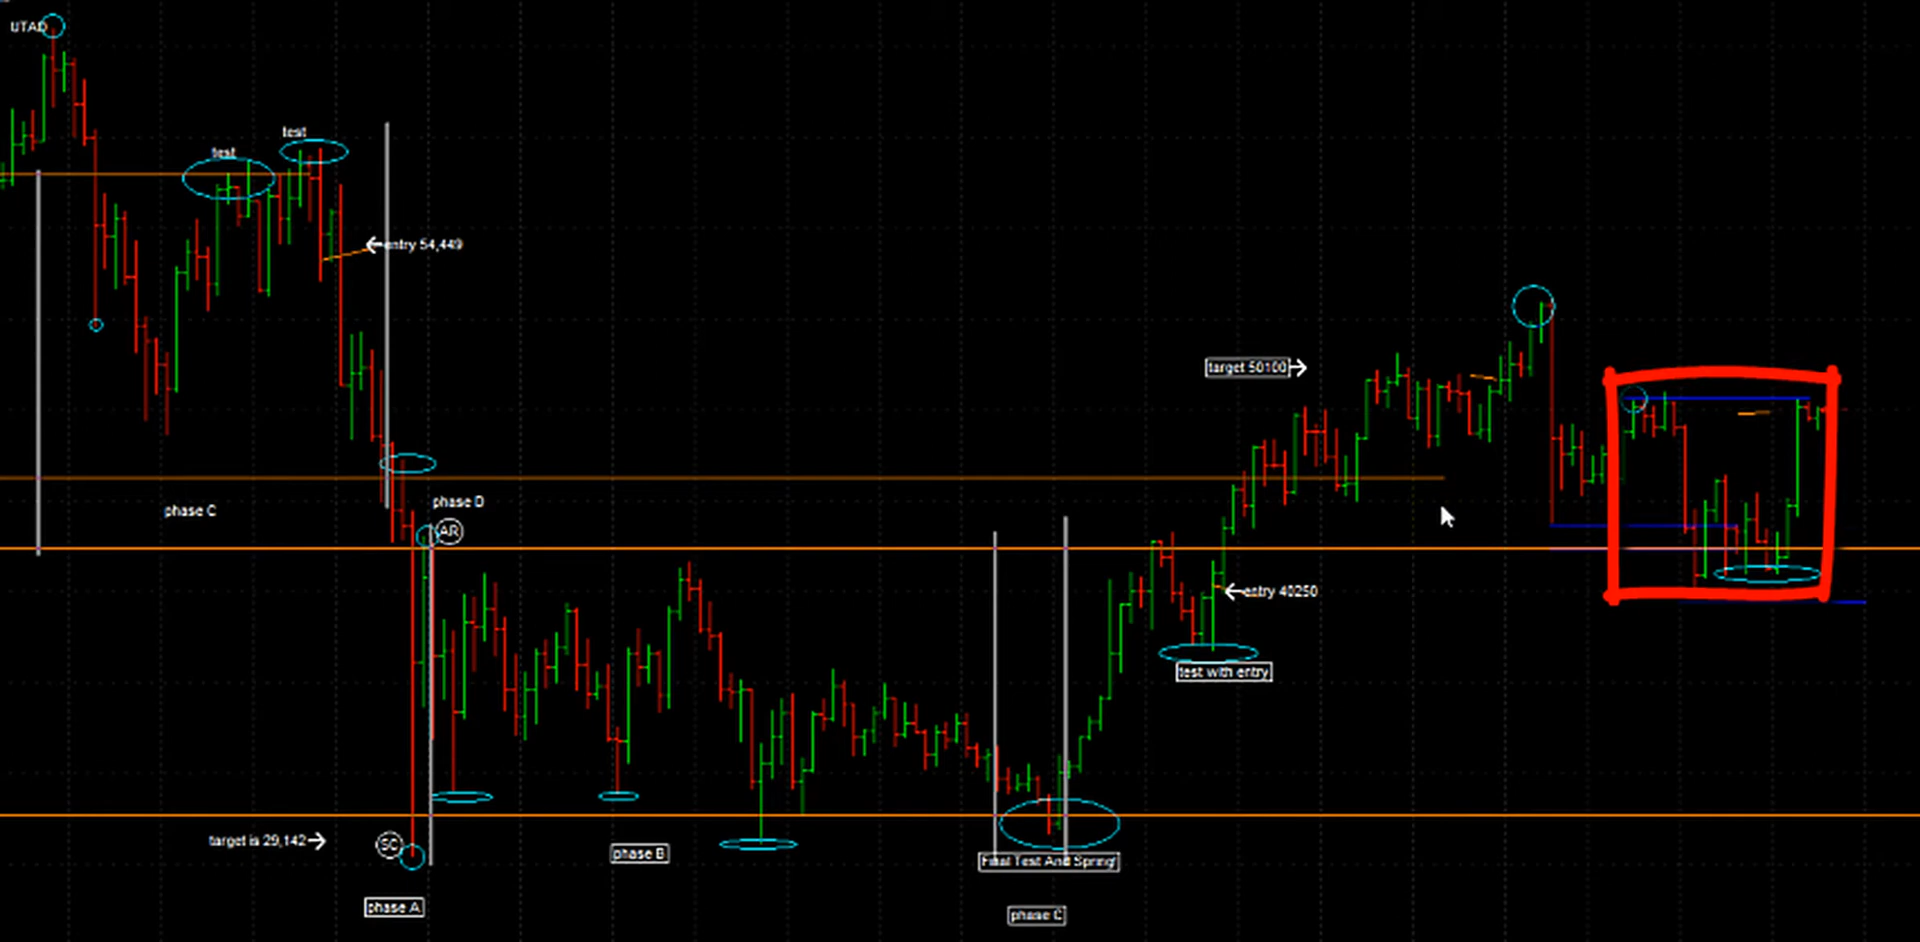 UTAD
test
test
entry 54,449
target 50100
phase C
phase D
AR
entry 40250
test with entry
target is 29,142
SC
phase B
Final Test And Spring
phase A
phase C